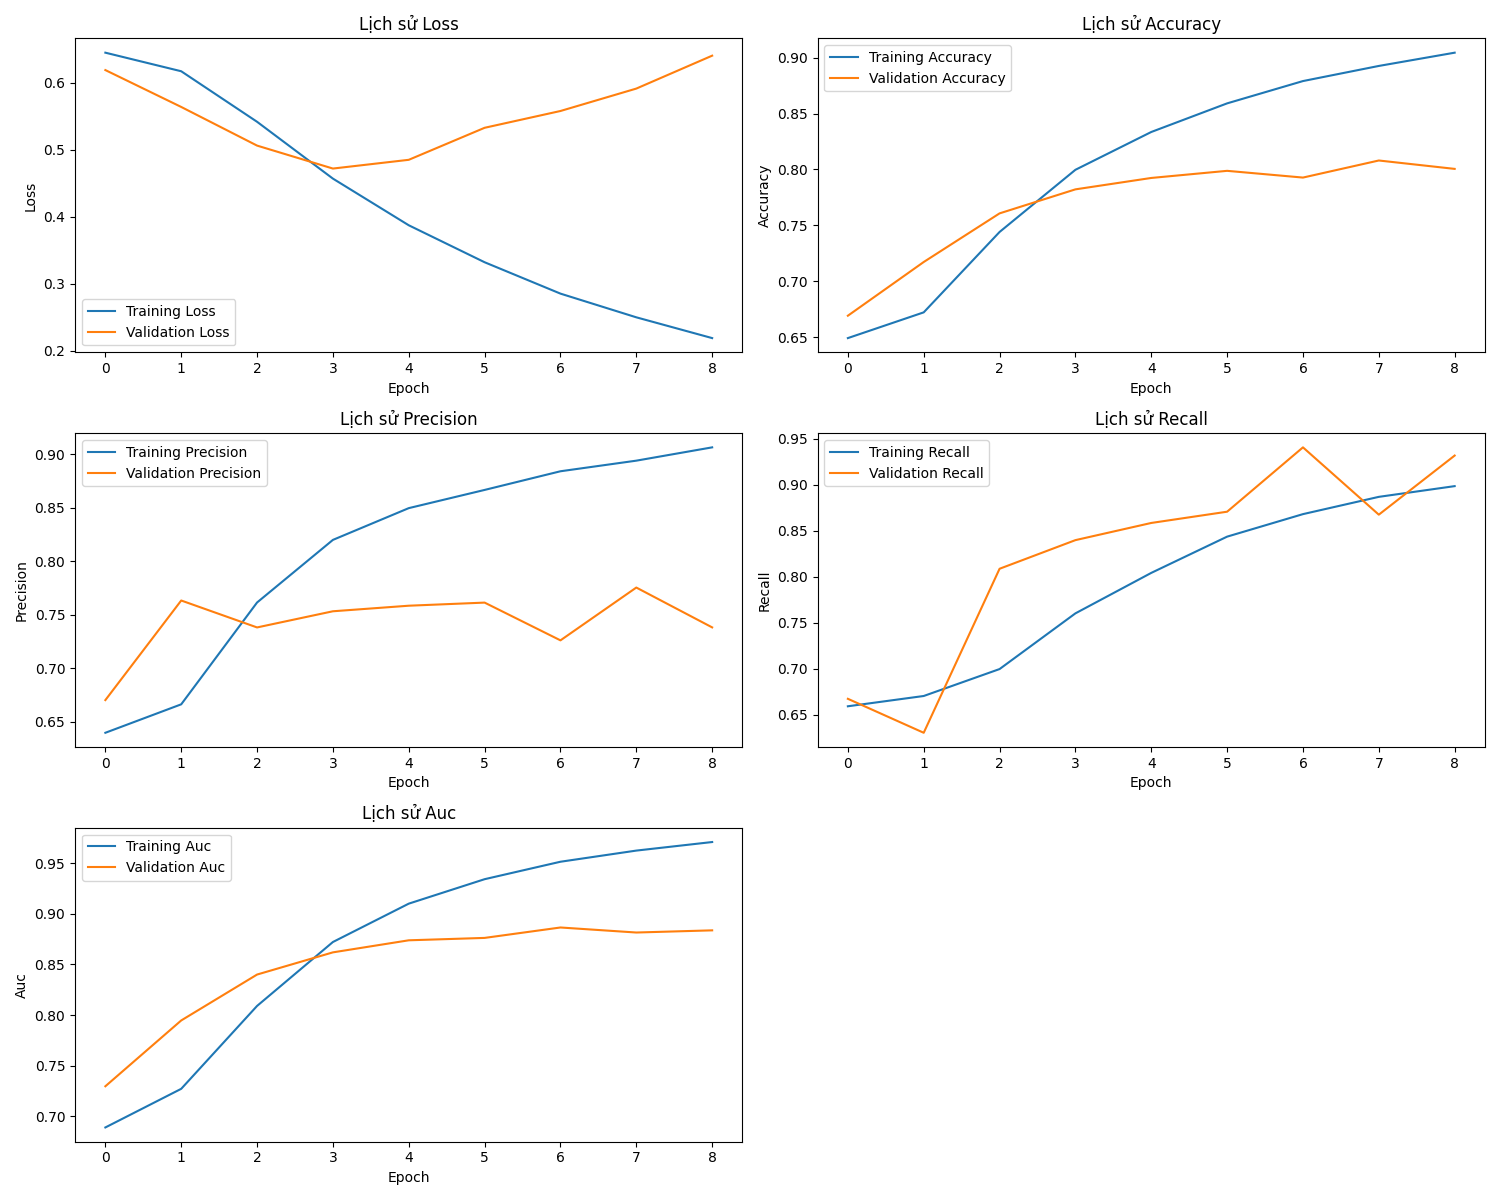 Lịch sử Loss
0.6
0.5
0.4
0.3
0.2
Loss
Training Loss
Validation Loss
0 1 2 3 4 5 6 7 8
Epoch
Lịch sử Accuracy
0.90
0.85
0.80
0.75
0.70
0.65
Accuracy
Training Accuracy
Validation Accuracy
0 1 2 3 4 5 6 7 8
Epoch
Lịch sử Precision
0.90
0.85
0.80
0.75
0.70
0.65
Precision
Training Precision
Validation Precision
0 1 2 3 4 5 6 7 8
Epoch
Lịch sử Recall
0.95
0.90
0.85
0.80
0.75
0.70
0.65
Recall
Training Recall
Validation Recall
0 1 2 3 4 5 6 7 8
Epoch
Lịch sử Auc
0.95
0.90
0.85
0.80
0.75
0.70
Auc
Training Auc
Validation Auc
0 1 2 3 4 5 6 7 8
Epoch